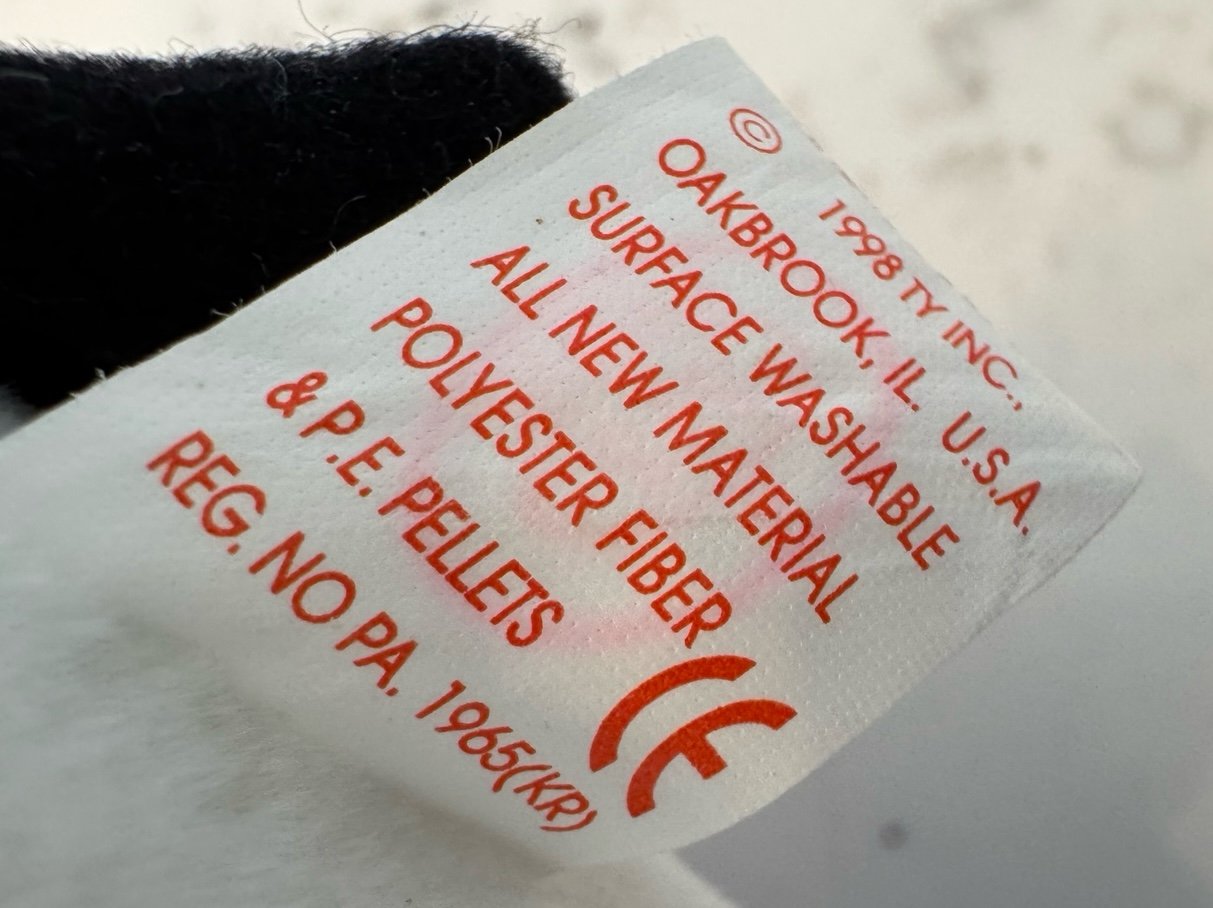 © 1998 TY INC.,
OAKBROOK, IL. U.S.A.
SURFACE WASHABLE
ALL NEW MATERIAL
POLYESTER FIBER
& P.E. PELLETS
REG. NO PA. 1965(KR)
CE